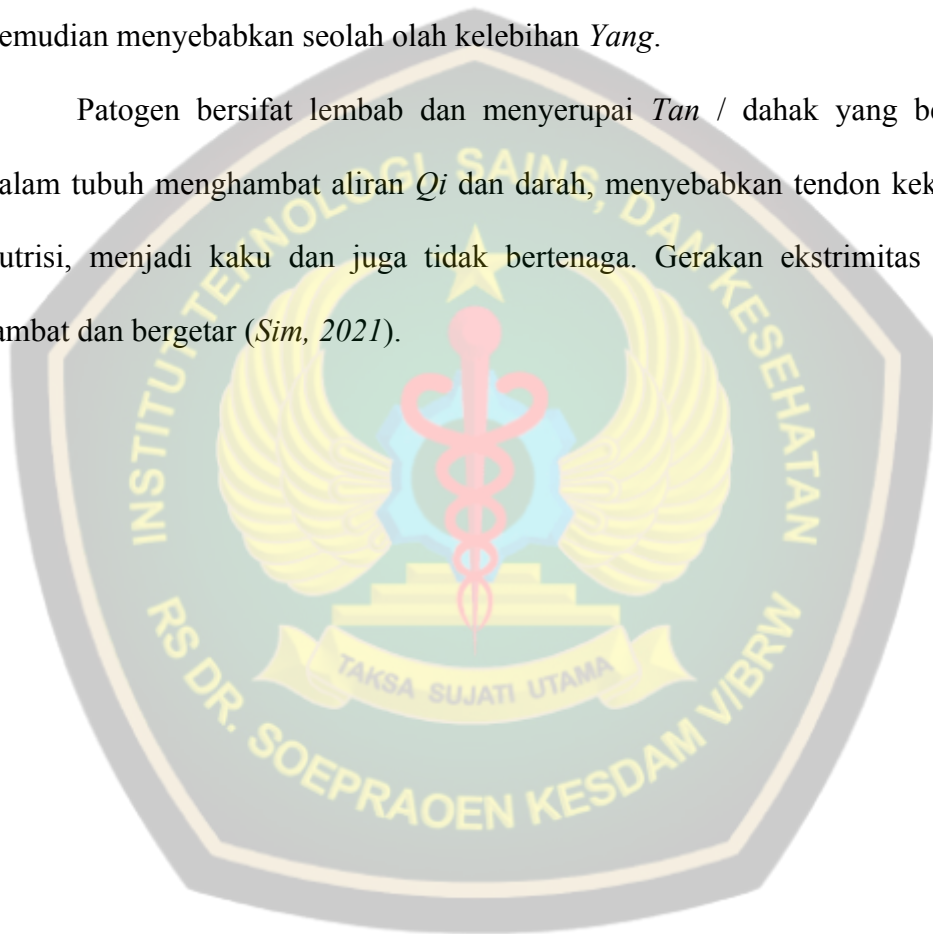 emudian menyebabkan seolah olah kelebihan Yang.
Patogen bersifat lembab dan menyerupai Tan / dahak yang be
alam tubuh menghambat aliran Qi dan darah, menyebabkan tendon kek
utrisi, menjadi kaku dan juga tidak bertenaga. Gerakan ekstrimitas
ambat dan bergetar (Sim, 2021).
INSTITUT TEKNOLOGI SAINS, DAN KESEHATAN
TAKSA SUJATI UTAMA
RS DR. SOEPRAOEN KESDAM V/BRW